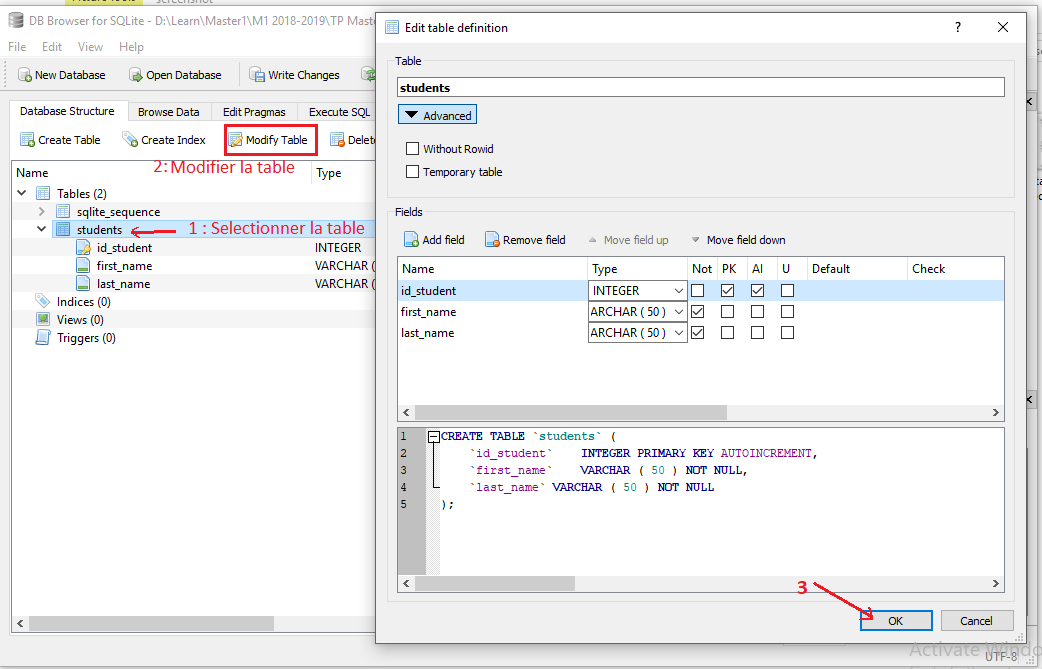 screenshot
DB Browser for SQLite - D:\Learn\Master1\M1 2018-2019\TP Maste
File Edit View Help
New Database Open Database Write Changes
Database Structure Browse Data Edit Pragmas Execute SQL
Create Table Create Index Modify Table Delete
2: Modifier la table
Name Type
Tables (2)
sqlite_sequence
students
1 : Selectionner la table
id_student INTEGER
first_name VARCHAR (
last_name VARCHAR (
Indices (0)
Views (0)
Triggers (0)
Edit table definition ?
Table
students
Advanced
Without Rowid
Temporary table
Fields
Add field Remove field Move field up Move field down
Name Type Not PK AI U Default Check
id_student INTEGER
first_name ARCHAR ( 50 )
last_name ARCHAR ( 50 )
1 CREATE TABLE `students` (
2 `id_student` INTEGER PRIMARY KEY AUTOINCREMENT,
3 `first_name` VARCHAR ( 50 ) NOT NULL,
4 `last_name` VARCHAR ( 50 ) NOT NULL
5 );
3
OK Cancel
Activate Windo
UTF-8